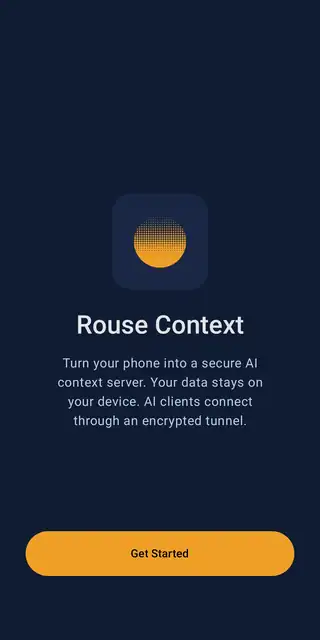 Rouse Context
Turn your phone into a secure AI
context server. Your data stays on
your device. AI clients connect
through an encrypted tunnel.
Get Started